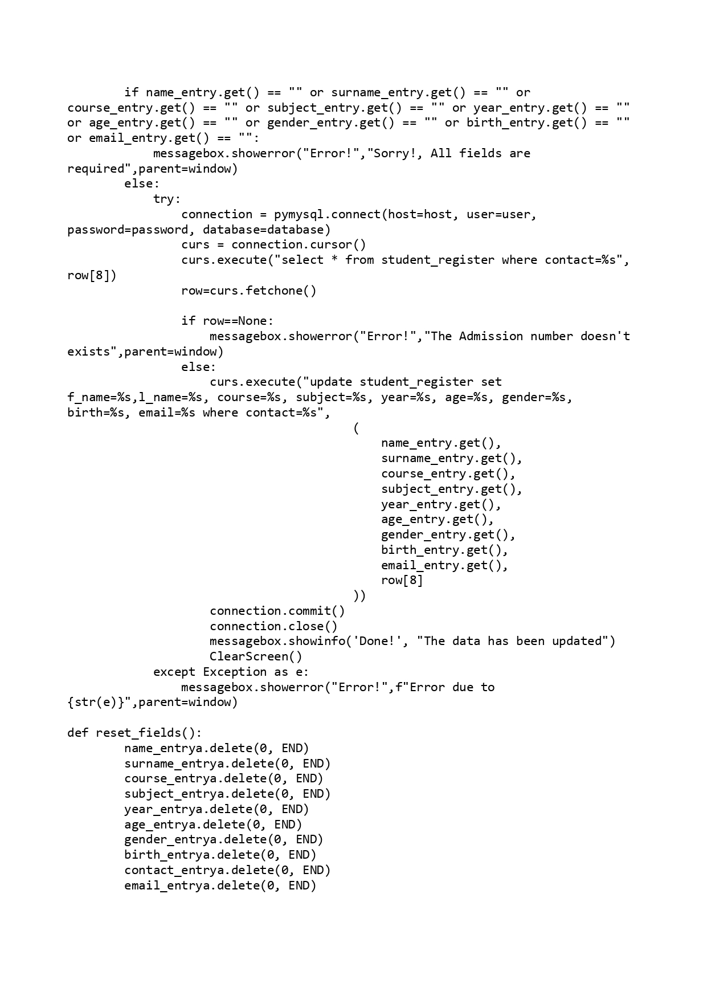 if name_entry.get() == "" or surname_entry.get() == "" or
course_entry.get() == "" or subject_entry.get() == "" or year_entry.get() == ""
or age_entry.get() == "" or gender_entry.get() == "" or birth_entry.get() == ""
or email_entry.get() == "":
            messagebox.showerror("Error!","Sorry!, All fields are
required",parent=window)
        else:
            try:
                connection = pymysql.connect(host=host, user=user,
password=password, database=database)
                curs = connection.cursor()
                curs.execute("select * from student_register where contact=%s",
row[8])
                row=curs.fetchone()

                if row==None:
                    messagebox.showerror("Error!","The Admission number doesn't
exists",parent=window)
                else:
                    curs.execute("update student_register set
f_name=%s,l_name=%s, course=%s, subject=%s, year=%s, age=%s, gender=%s,
birth=%s, email=%s where contact=%s",
                                        (
                                            name_entry.get(),
                                            surname_entry.get(),
                                            course_entry.get(),
                                            subject_entry.get(),
                                            year_entry.get(),
                                            age_entry.get(),
                                            gender_entry.get(),
                                            birth_entry.get(),
                                            email_entry.get(),
                                            row[8]
                                        ))
                    connection.commit()
                    connection.close()
                    messagebox.showinfo('Done!', "The data has been updated")
                    ClearScreen()
            except Exception as e:
                messagebox.showerror("Error!",f"Error due to
{str(e)}",parent=window)

def reset_fields():
        name_entrya.delete(0, END)
        surname_entrya.delete(0, END)
        course_entrya.delete(0, END)
        subject_entrya.delete(0, END)
        year_entrya.delete(0, END)
        age_entrya.delete(0, END)
        gender_entrya.delete(0, END)
        birth_entrya.delete(0, END)
        contact_entrya.delete(0, END)
        email_entrya.delete(0, END)